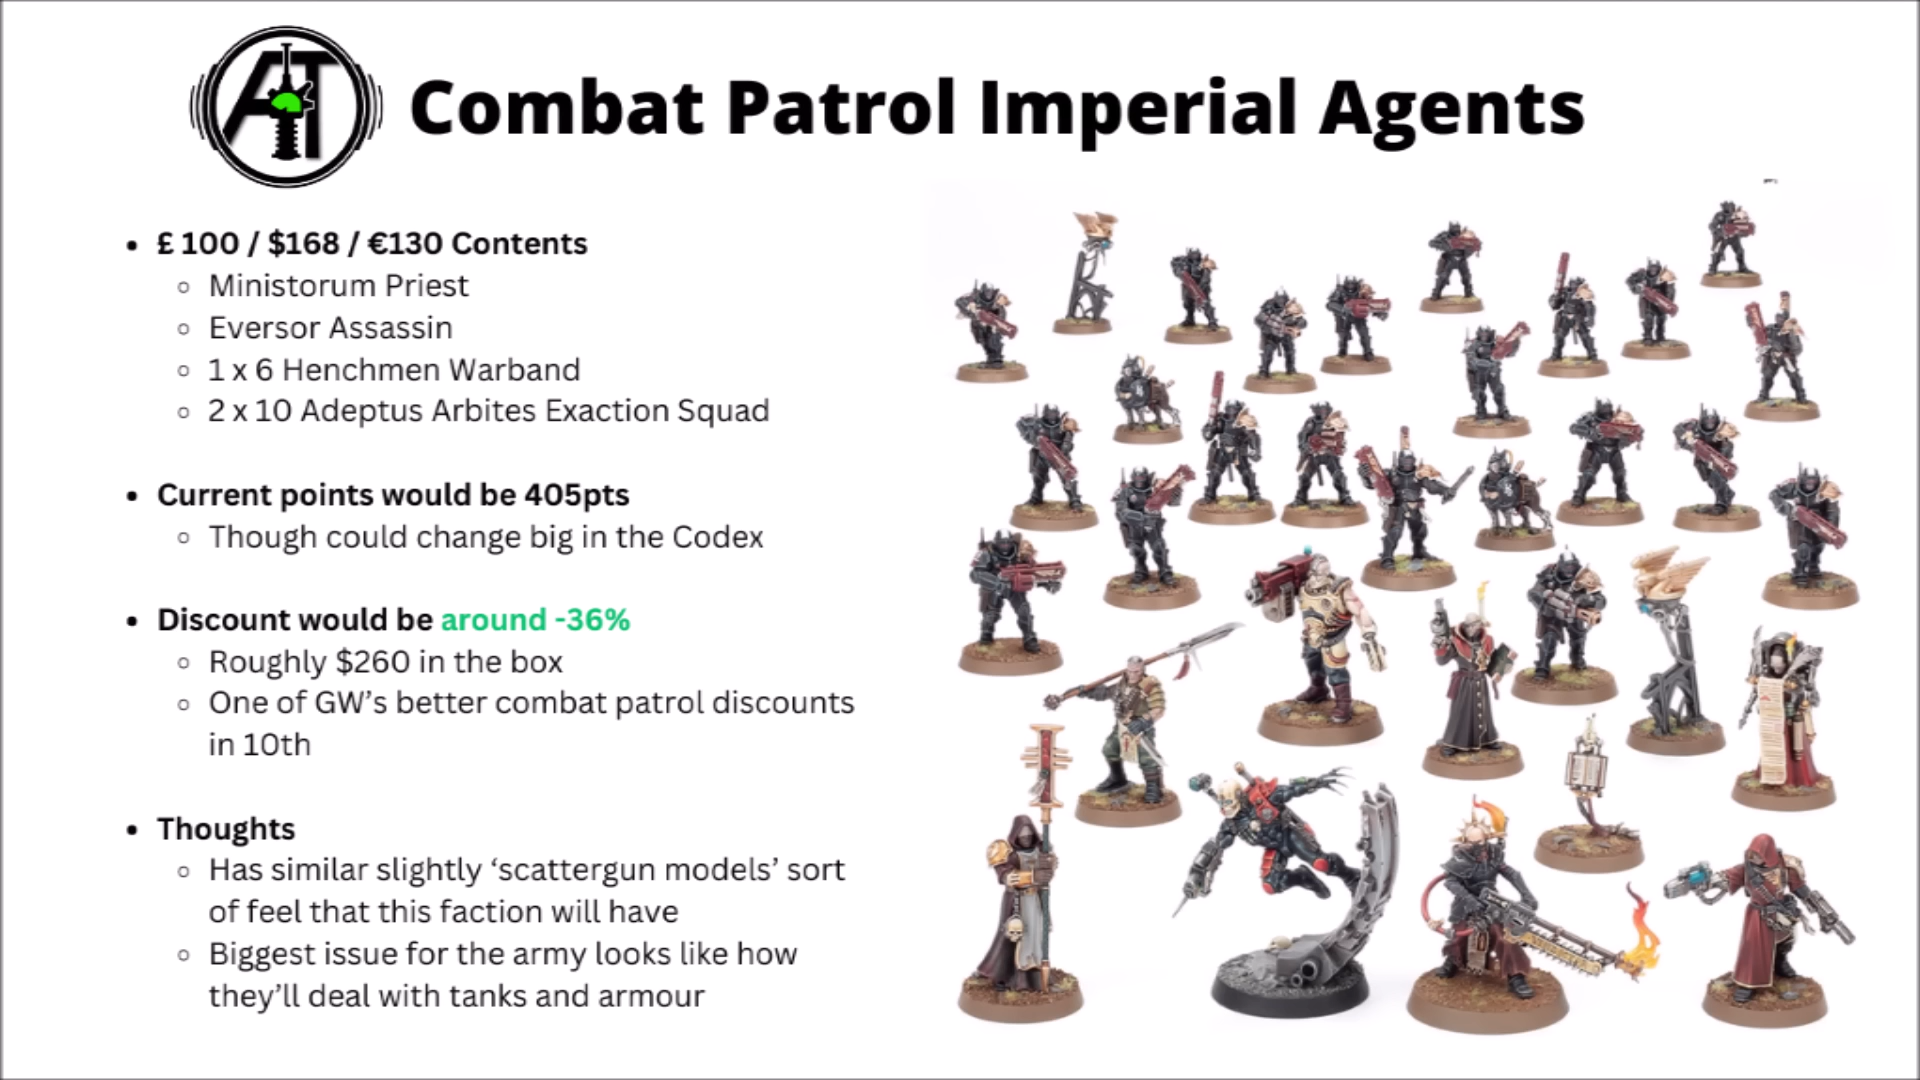 AT
Combat Patrol Imperial Agents
• £ 100 / $168 / €130 Contents
○ Ministorum Priest
○ Eversor Assassin
○ 1 x 6 Henchmen Warband
○ 2 x 10 Adeptus Arbites Exaction Squad
• Current points would be 405pts
○ Though could change big in the Codex
• Discount would be around -36%
○ Roughly $260 in the box
○ One of GW’s better combat patrol discounts
in 10th
• Thoughts
○ Has similar slightly ‘scattergun models’ sort
of feel that this faction will have
○ Biggest issue for the army looks like how
they’ll deal with tanks and armour